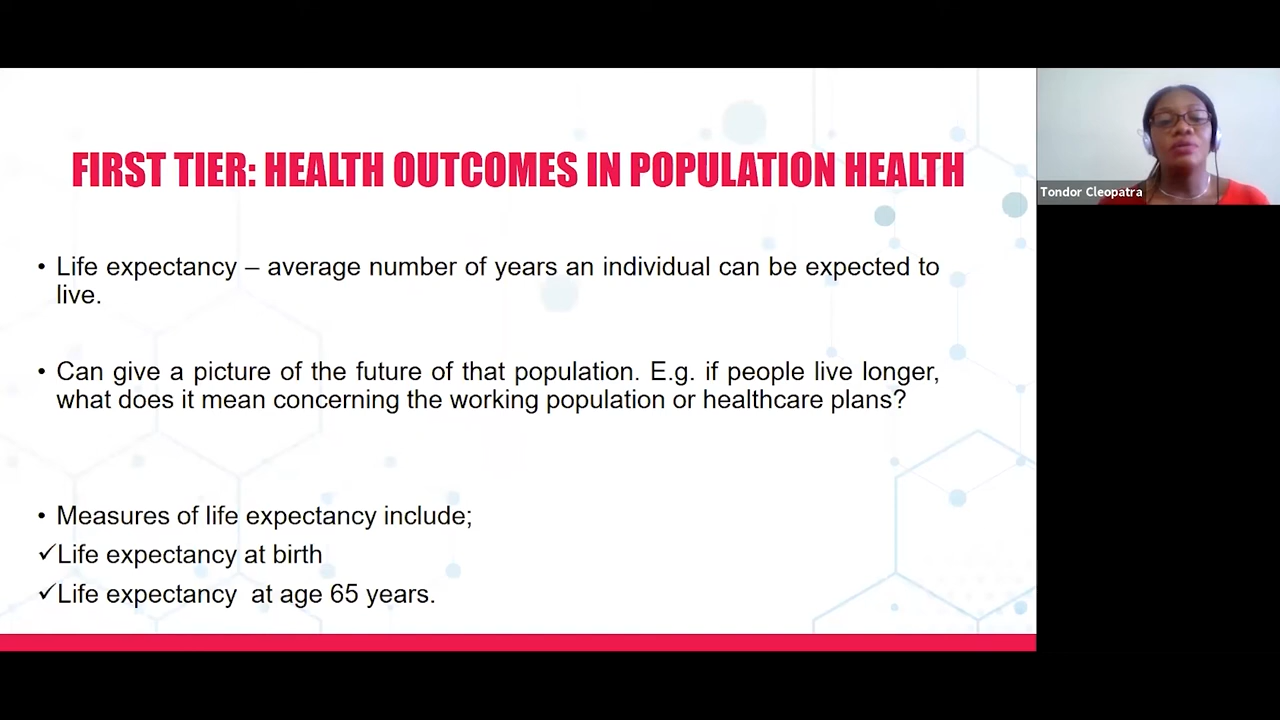 FIRST TIER: HEALTH OUTCOMES IN POPULATION HEALTH
Tondor Cleopatra
• Life expectancy – average number of years an individual can be expected to
live.
• Can give a picture of the future of that population. E.g. if people live longer,
what does it mean concerning the working population or healthcare plans?
• Measures of life expectancy include;
✓Life expectancy at birth
✓Life expectancy  at age 65 years.